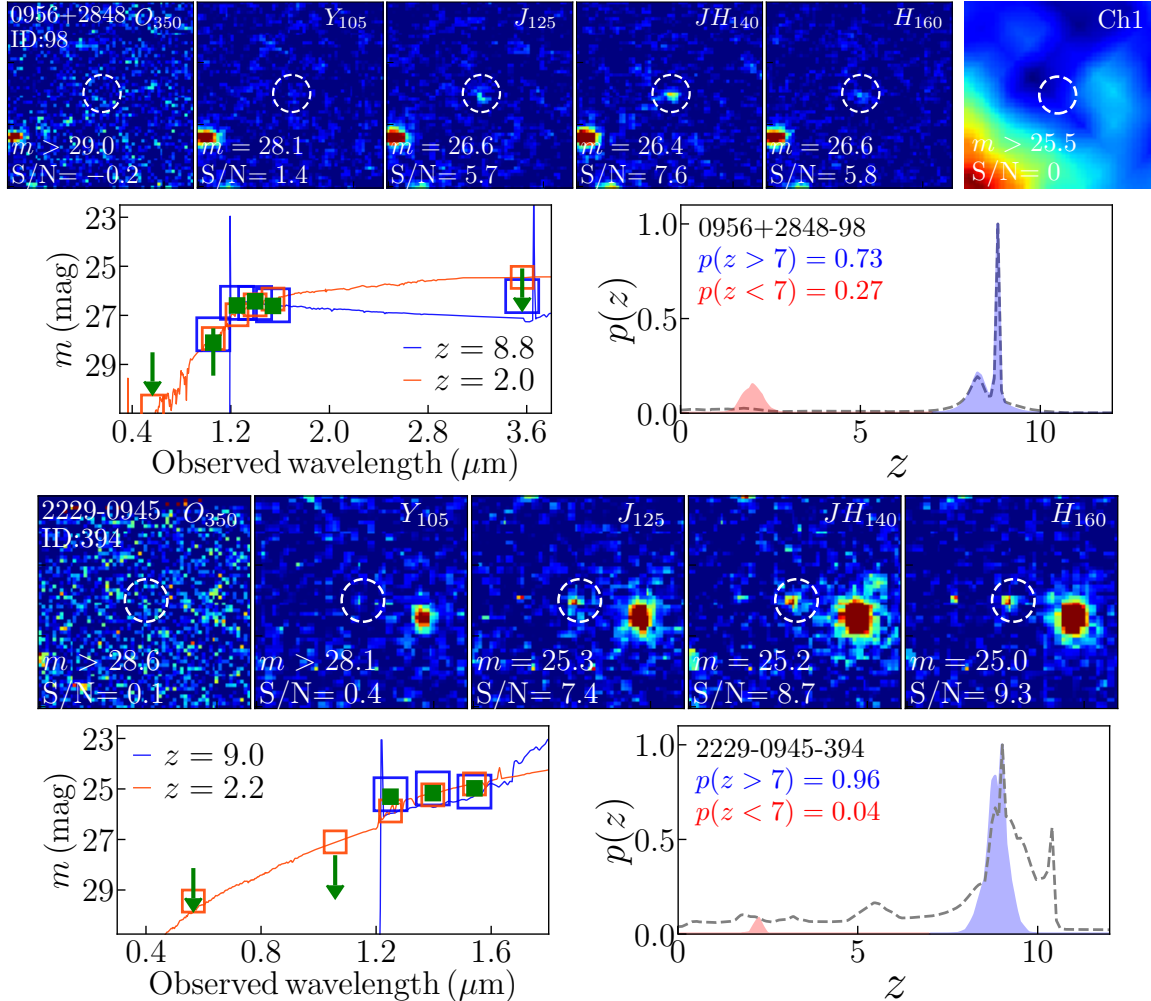 0956+2848
ID:98
O350
m > 29.0
S/N= −0.2
Y105
m = 28.1
S/N= 1.4
J125
m = 26.6
S/N= 5.7
JH140
m = 26.4
S/N= 7.6
H160
m = 26.6
S/N= 5.8
Ch1
m > 25.5
S/N= 0
23
25
27
29
m (mag)
z = 8.8
z = 2.0
0.4
1.2
2.0
2.8
3.6
Observed wavelength (μm)
1.0
0.5
0.0
p(z)
0956+2848-98
p(z > 7) = 0.73
p(z < 7) = 0.27
0
5
10
z
2229-0945
ID:394
O350
m > 28.6
S/N= 0.1
Y105
m > 28.1
S/N= 0.4
J125
m = 25.3
S/N= 7.4
JH140
m = 25.2
S/N= 8.7
H160
m = 25.0
S/N= 9.3
23
25
27
29
m (mag)
z = 9.0
z = 2.2
0.4
0.8
1.2
1.6
Observed wavelength (μm)
1.0
0.5
0.0
p(z)
2229-0945-394
p(z > 7) = 0.96
p(z < 7) = 0.04
0
5
10
z